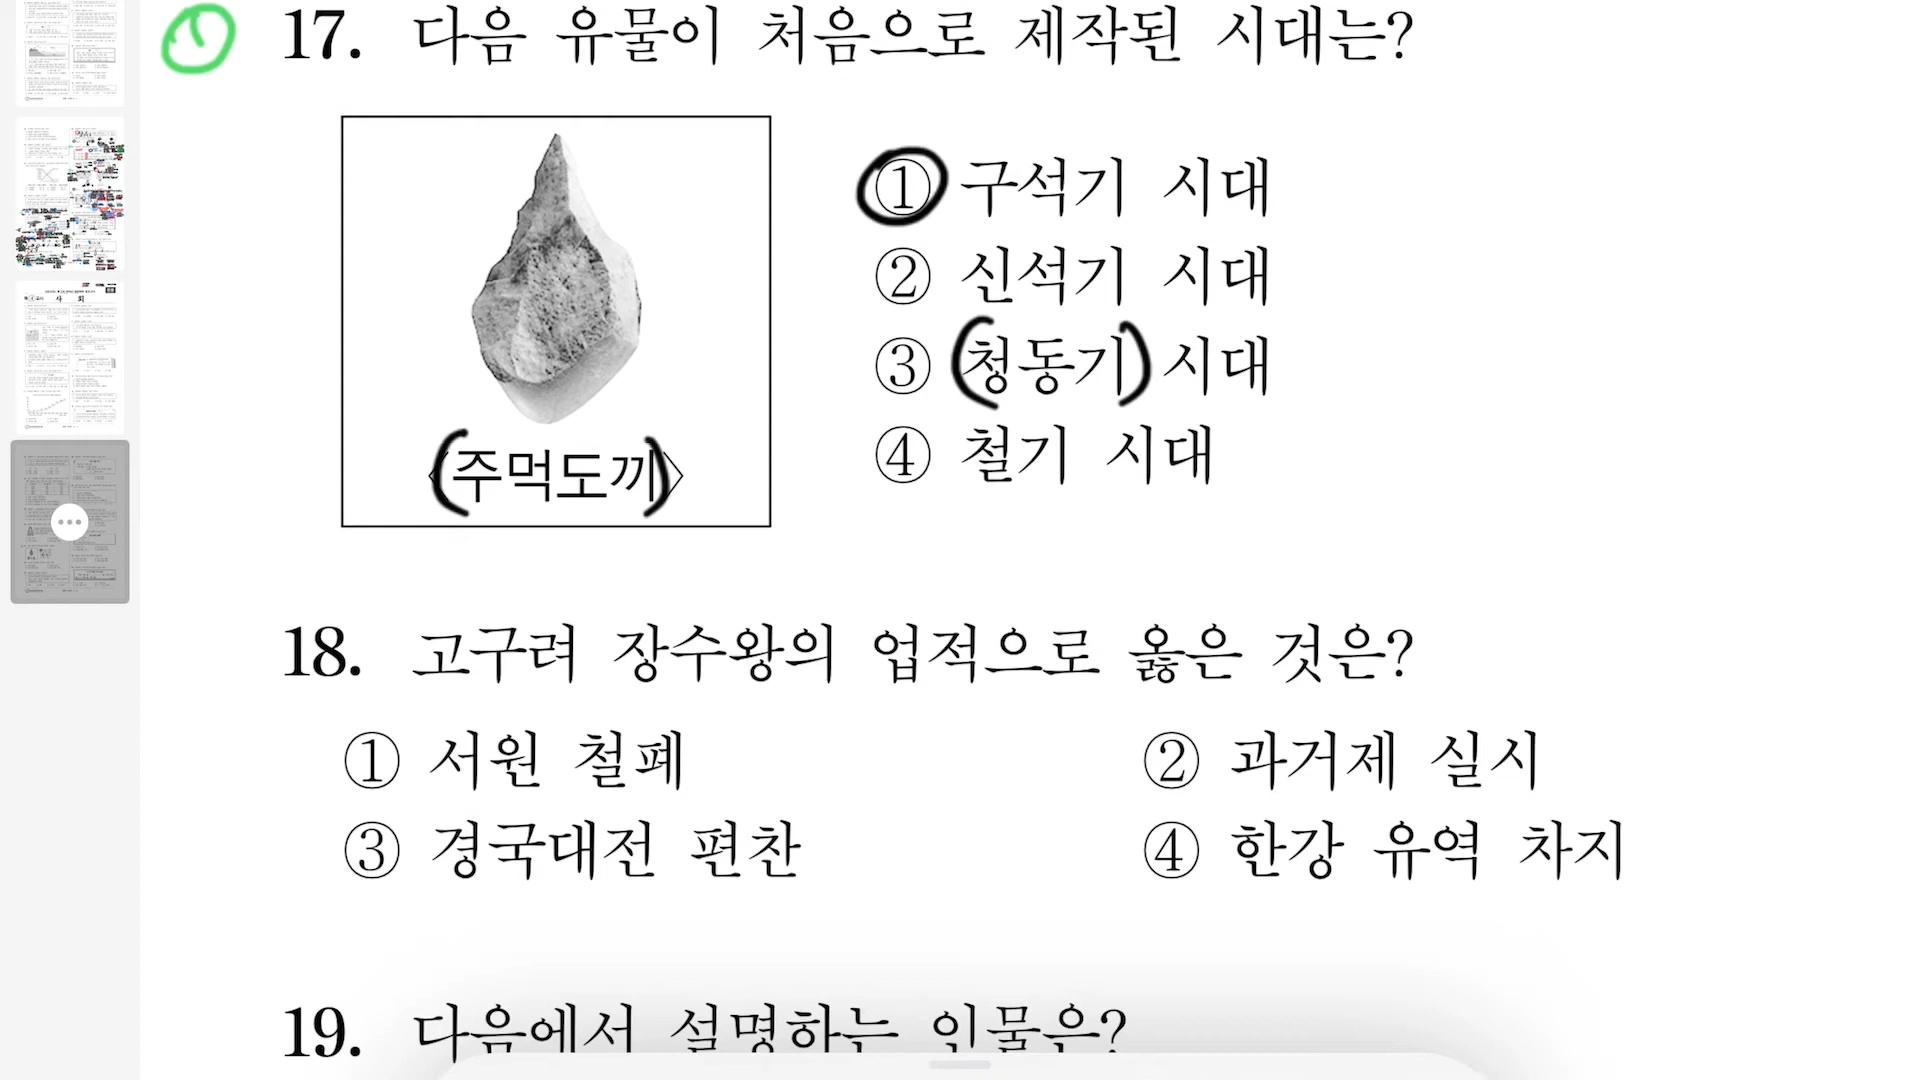 17. 다음 유물이 처음으로 제작된 시대는?
<주먹도끼>
① 구석기 시대
② 신석기 시대
③ (청동기) 시대
④ 철기 시대
18. 고구려 장수왕의 업적으로 옳은 것은?
① 서원 철폐 ② 과거제 실시
③ 경국대전 편찬 ④ 한강 유역 차지
19. 다음에서 설명하는 인물은?